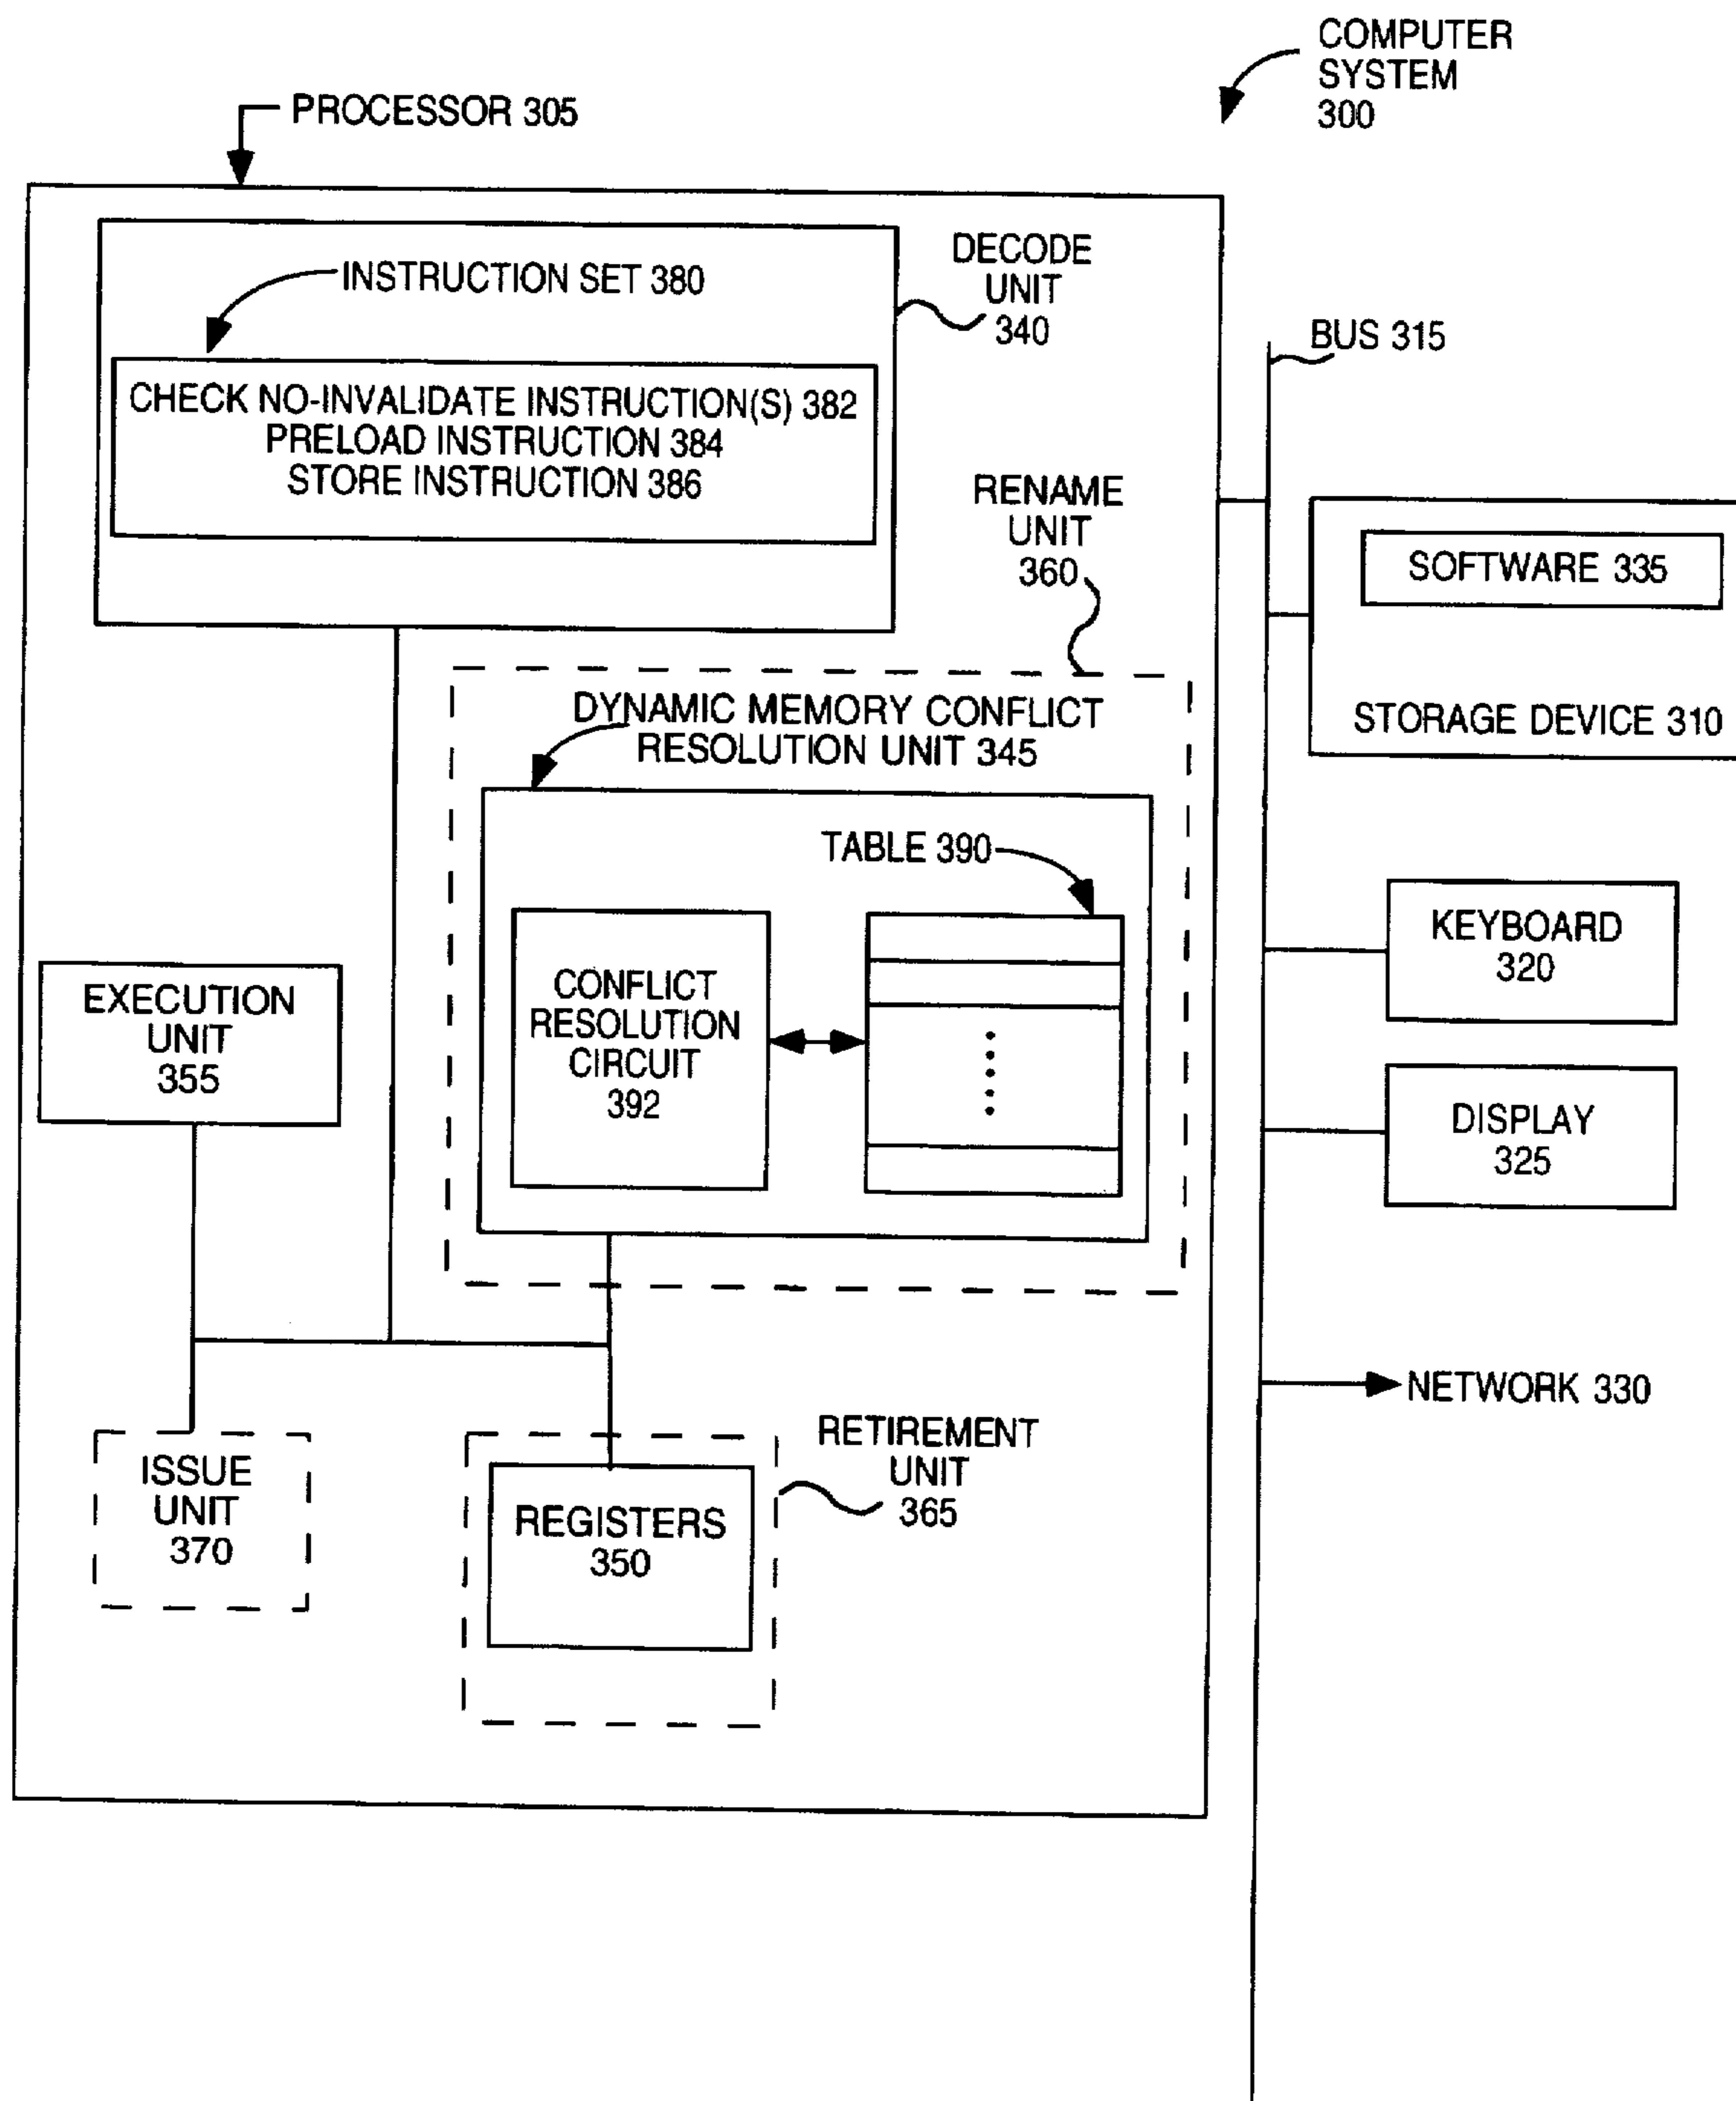 COMPUTER
SYSTEM
300
PROCESSOR 305
DECODE
UNIT
340
INSTRUCTION SET 380
BUS 315
CHECK NO-INVALIDATE INSTRUCTION(S) 382
PRELOAD INSTRUCTION 384
STORE INSTRUCTION 386
RENAME
UNIT
360
SOFTWARE 335
STORAGE DEVICE 310
DYNAMIC MEMORY CONFLICT
RESOLUTION UNIT 345
TABLE 390
CONFLICT
RESOLUTION
CIRCUIT
392
KEYBOARD
320
EXECUTION
UNIT
355
DISPLAY
325
NETWORK 330
RETIREMENT
UNIT
365
ISSUE
UNIT
370
REGISTERS
350